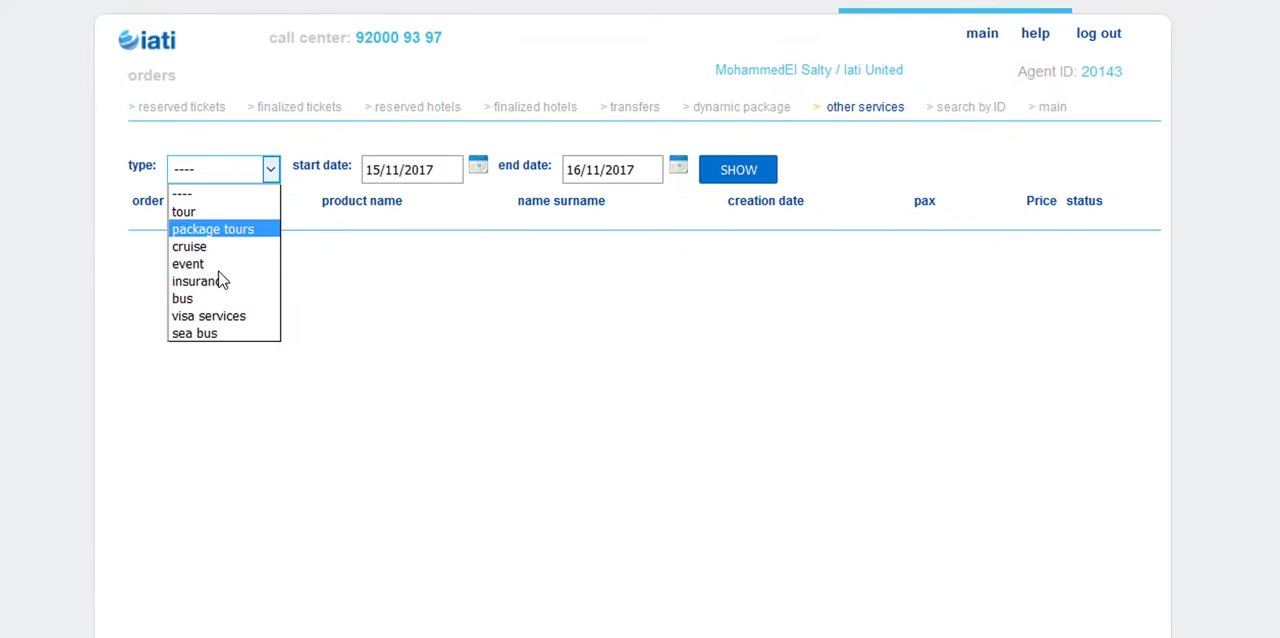 iati
call center: 92000 93 97
main help log out
orders
MohammedEl Salty / Iati United Agent ID: 20143
> reserved tickets > finalized tickets > reserved hotels > finalized hotels > transfers > dynamic package > other services > search by ID > main
type: ---- start date: 15/11/2017 end date: 16/11/2017 SHOW
order product name name surname creation date pax Price status
----
tour
package tours
cruise
event
bus
visa services
sea bus